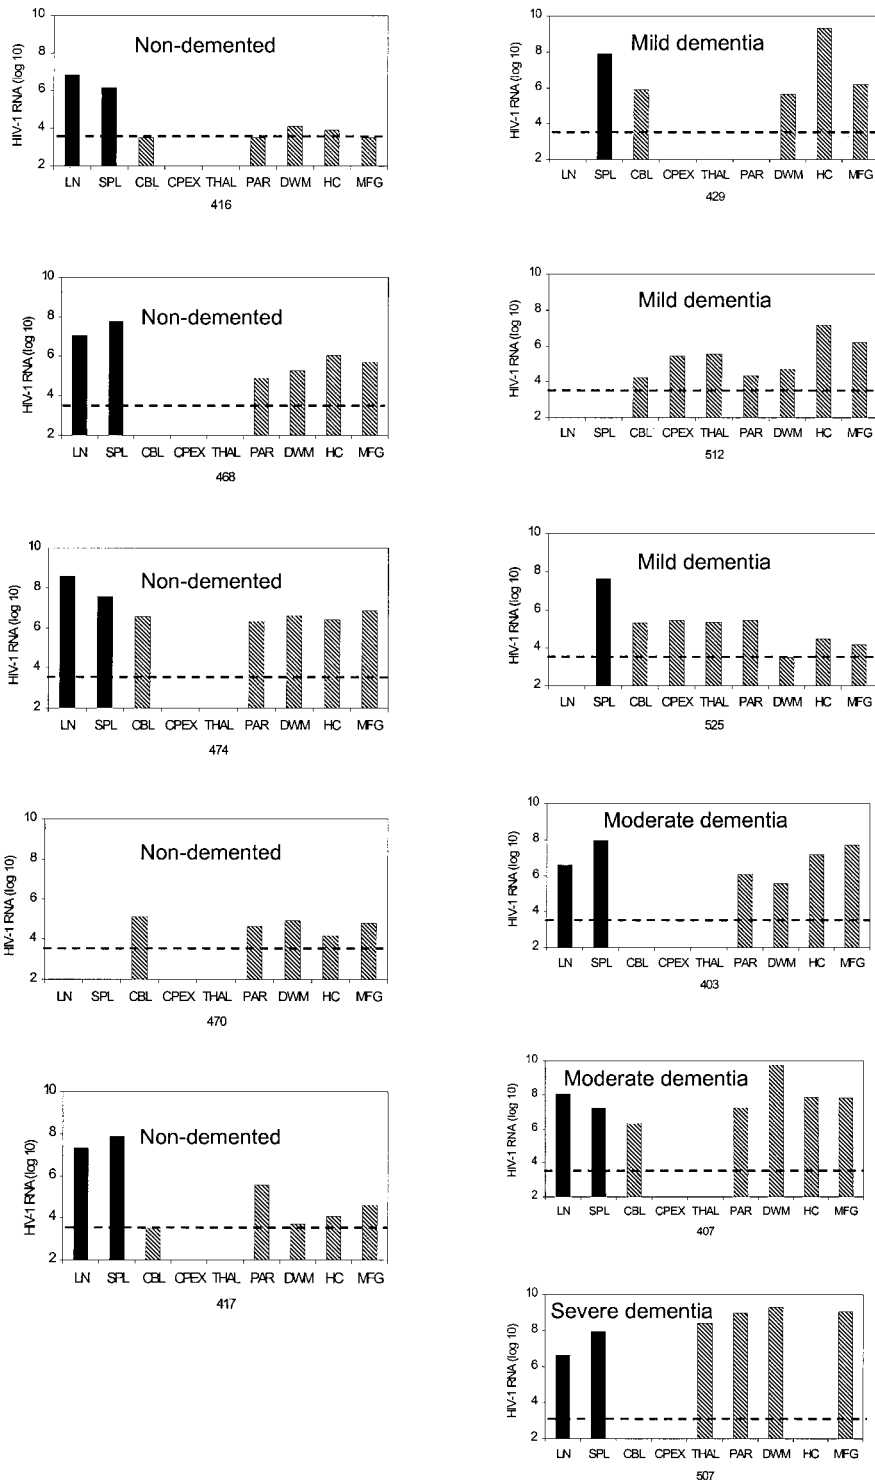 Non-demented
HIV-1 RNA (log 10)
10
8
6
4
2
LN SPL CBL CPEX THAL PAR DWM HC MFG
416
Mild dementia
HIV-1 RNA (log 10)
10
8
6
4
2
LN SPL CBL CPEX THAL PAR DWM HC MFG
429
Non-demented
HIV-1 RNA (log 10)
10
8
6
4
2
LN SPL CBL CPEX THAL PAR DWM HC MFG
468
Mild dementia
HIV-1 RNA (log 10)
10
8
6
4
2
LN SPL CBL CPEX THAL PAR DWM HC MFG
512
Non-demented
HIV-1 RNA (log 10)
10
8
6
4
2
LN SPL CBL CPEX THAL PAR DWM HC MFG
474
Mild dementia
HIV-1 RNA (log 10)
10
8
6
4
2
LN SPL CBL CPEX THAL PAR DWM HC MFG
525
Non-demented
HIV-1 RNA (log 10)
10
8
6
4
2
LN SPL CBL CPEX THAL PAR DWM HC MFG
470
Moderate dementia
HIV-1 RNA (log 10)
10
8
6
4
2
LN SPL CBL CPEX THAL PAR DWM HC MFG
403
Non-demented
HIV-1 RNA (log 10)
10
8
6
4
2
LN SPL CBL CPEX THAL PAR DWM HC MFG
417
Moderate dementia
HIV-1 RNA (log 10)
10
8
6
4
2
LN SPL CBL CPEX THAL PAR DWM HC MFG
407
Severe dementia
HIV-1 RNA (log 10)
10
8
6
4
2
LN SPL CBL CPEX THAL PAR DWM HC MFG
507